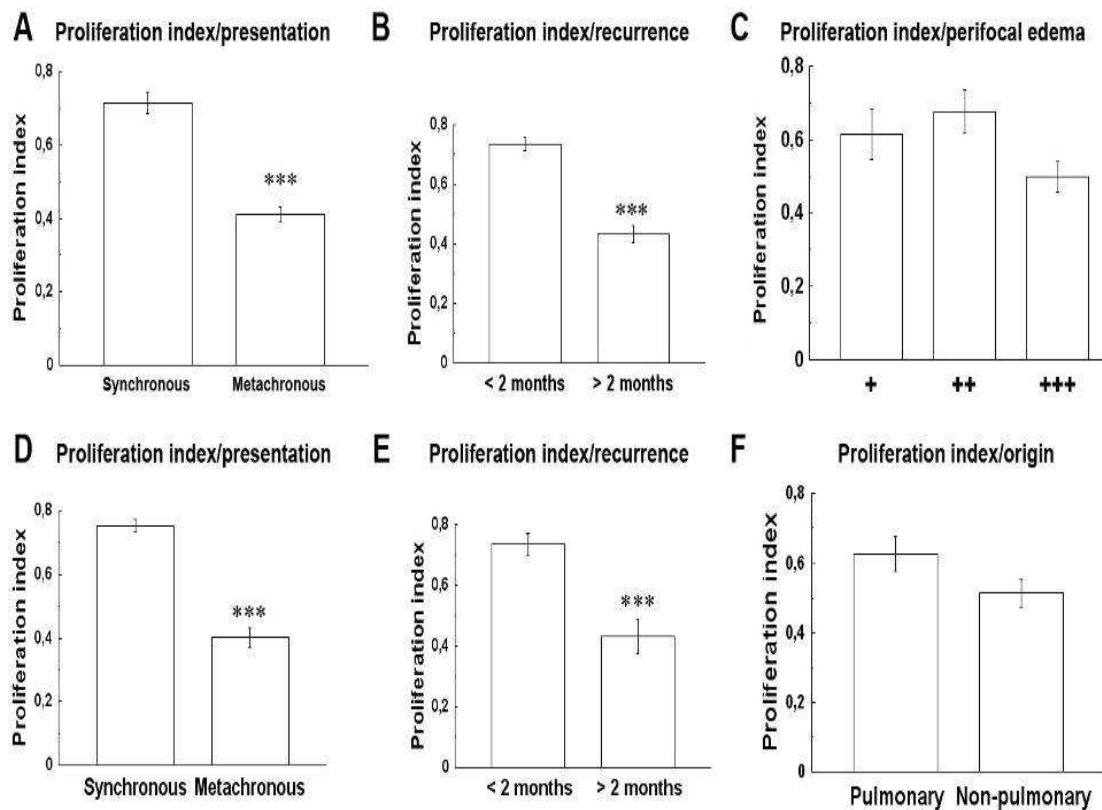 A Proliferation index/presentation
Proliferation index
0,8
0,6
0,4
0,2
0
***
Synchronous Metachronous
B Proliferation index/recurrence
Proliferation index
0,8
0,6
0,4
0,2
0
***
< 2 months > 2 months
C Proliferation index/perifocal edema
Proliferation index
0,8
0,6
0,4
0,2
0
+ ++ +++
D Proliferation index/presentation
Proliferation index
0,8
0,6
0,4
0,2
0
***
Synchronous Metachronous
E Proliferation index/recurrence
Proliferation index
0,8
0,6
0,4
0,2
0
***
< 2 months > 2 months
F Proliferation index/origin
Proliferation index
0,8
0,6
0,4
0,2
0
Pulmonary Non-pulmonary